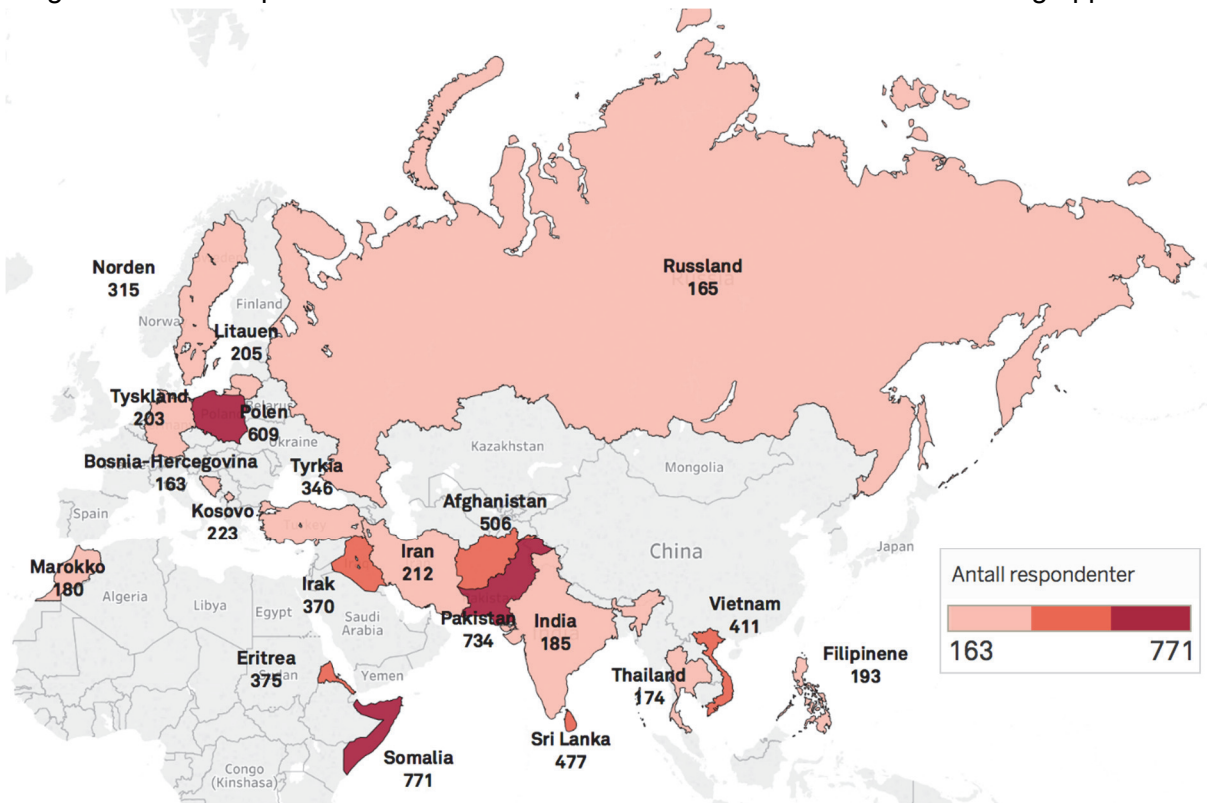 Norden
315
Finland
Norwa
Litauen
205
Russland
165
Tyskland
203
Polen
609
Belarus
Ukraine
Kazakhstan
Mongolia
Bosnia-Hercegovina
163
Tyrkia
346
Afghanistan
506
Spain
Kosovo
223
Turkey
China
Japan
Marokko
180
Algeria
Libya
Egypt
Irak
370
Iran
212
Saudi
Arabia
Pakistan
734
India
185
Vietnam
411
Antall respondenter
163 771
Eritrea
375
Yemen
Thailand
174
Filipinene
193
Sri Lanka
477
Somalia
771
Congo
(Kinshasa)